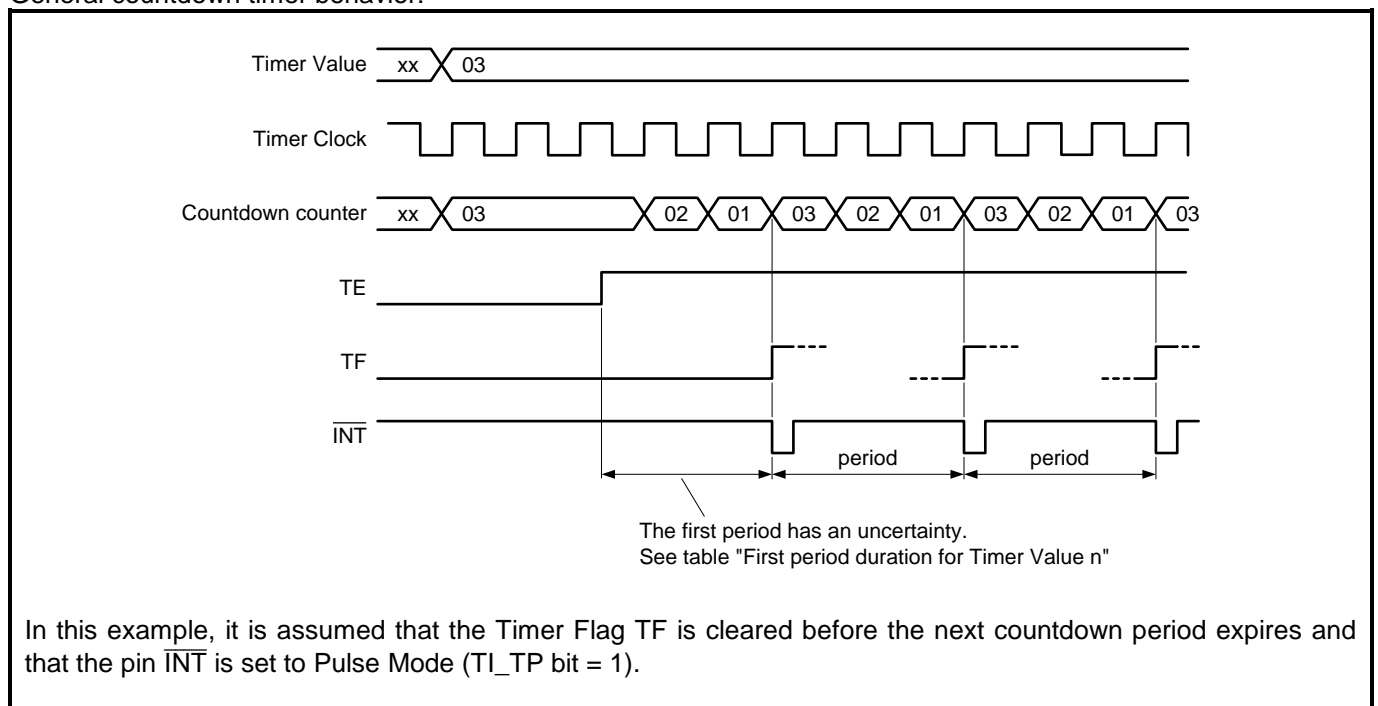 General countdown timer behavior:
Timer Value xx 03
Timer Clock
Countdown counter xx 03 02 01 03 02 01 03 02 01 03
TE
TF
INT
period period
The first period has an uncertainty.
See table "First period duration for Timer Value n"
In this example, it is assumed that the Timer Flag TF is cleared before the next countdown period expires and
that the pin INT is set to Pulse Mode (TI_TP bit = 1).